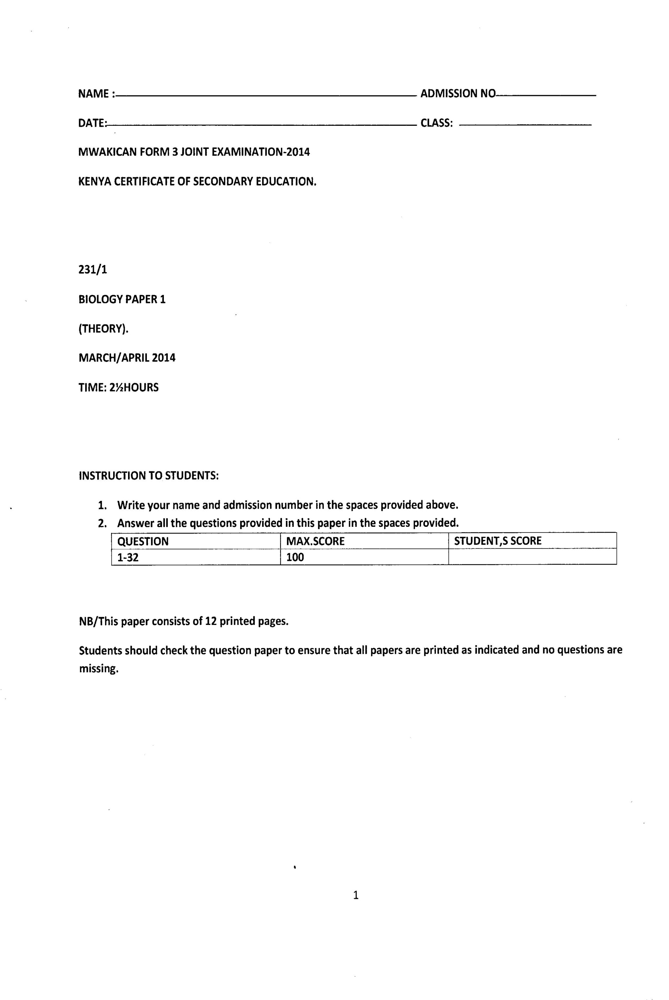 NAME : ADMISSION NO
DATE: CLASS:
MWAKICAN FORM 3 JOINT EXAMINATION-2014
KENYA CERTIFICATE OF SECONDARY EDUCATION.
231/1
BIOLOGY PAPER 1
(THEORY).
MARCH/APRIL 2014
TIME: 2½HOURS
INSTRUCTION TO STUDENTS:
1. Write your name and admission number in the spaces provided above.
2. Answer all the questions provided in this paper in the spaces provided.
QUESTION MAX.SCORE STUDENT,S SCORE
1-32 100
NB/This paper consists of 12 printed pages.
Students should check the question paper to ensure that all papers are printed as indicated and no questions are
missing.
1